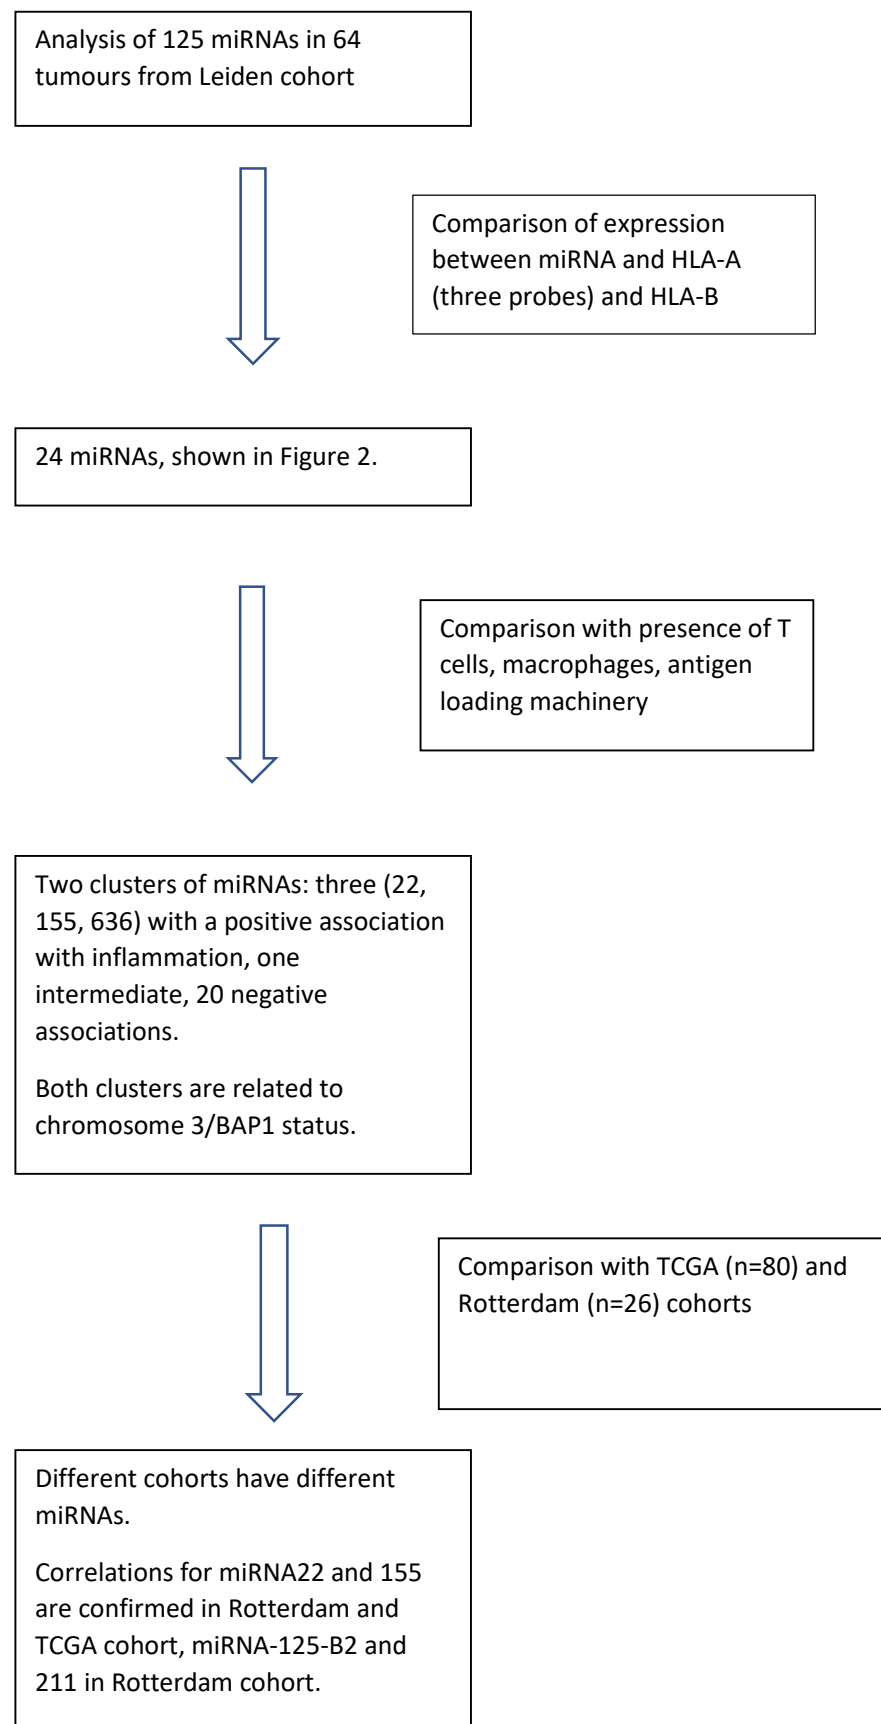 Analysis of 125 miRNAs in 64
tumours from Leiden cohort
Comparison of expression
between miRNA and HLA-A
(three probes) and HLA-B
24 miRNAs, shown in Figure 2.
Comparison with presence of T
cells, macrophages, antigen
loading machinery
Two clusters of miRNAs: three (22,
155, 636) with a positive association
with inflammation, one
intermediate, 20 negative
associations.
Both clusters are related to
chromosome 3/BAP1 status.
Comparison with TCGA (n=80) and
Rotterdam (n=26) cohorts
Different cohorts have different
miRNAs.
Correlations for miRNA22 and 155
are confirmed in Rotterdam and
TCGA cohort, miRNA-125-B2 and
211 in Rotterdam cohort.